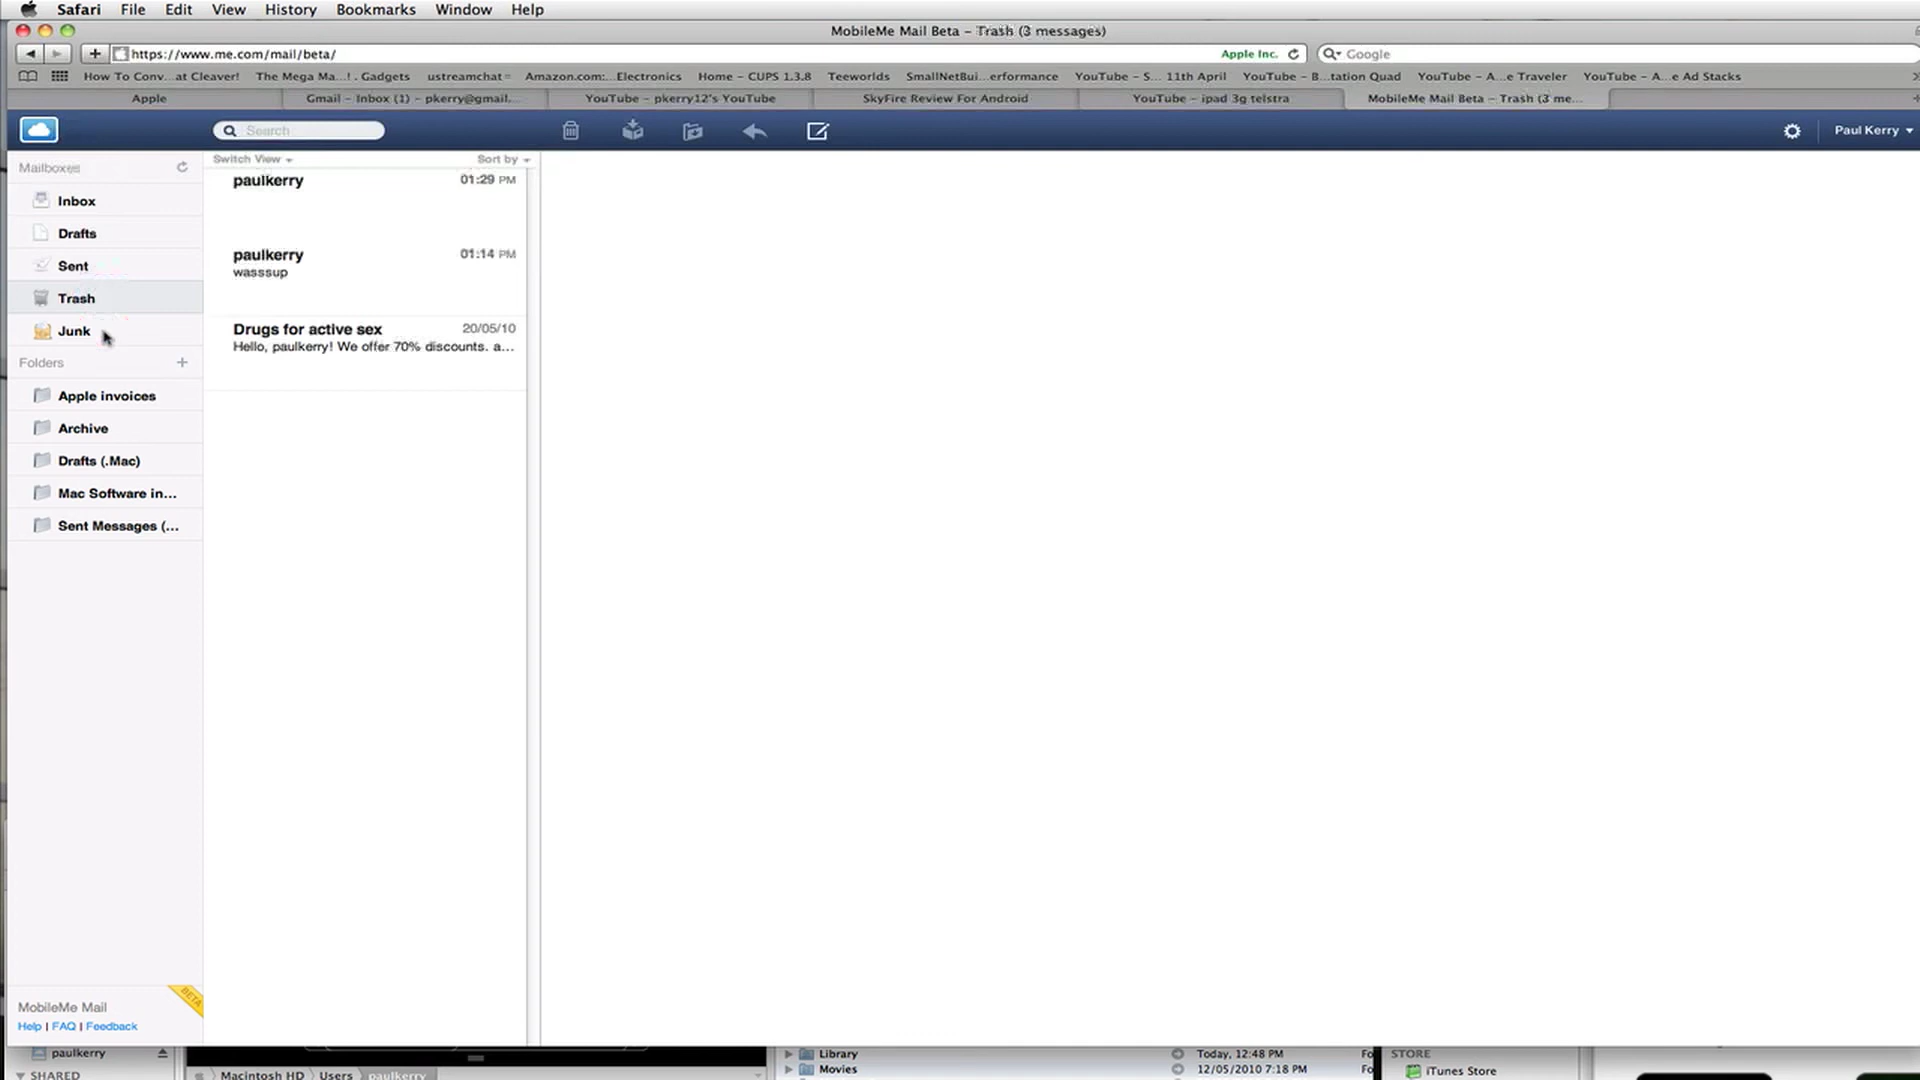 Safari File Edit View History Bookmarks Window Help
MobileMe Mail Beta – Trash (3 messages)
https://www.me.com/mail/beta/ Apple Inc. Google
How To Conv...at Cleaver! The Mega Ma...! . Gadgets ustreamchat Amazon.com:...Electronics Home – CUPS 1.3.8 Teeworlds SmallNetBui...erformance YouTube – S... 11th April YouTube – B...tation Quad YouTube – A...e Traveler YouTube – A...e Ad Stacks
Apple Gmail – Inbox (1) – pkerry@gmail.... YouTube – pkerry12's YouTube SkyFire Review For Android YouTube – ipad 3g telstra MobileMe Mail Beta – Trash (3 me...
Search Paul Kerry
Switch View Sort by
Mailboxes
Inbox
Drafts
Sent
Trash
Junk
Folders +
Apple invoices
Archive
Drafts (.Mac)
Mac Software in...
Sent Messages (...
paulkerry 01:29 PM
paulkerry 01:14 PM
wasssup
Drugs for active sex 20/05/10
Hello, paulkerry! We offer 70% discounts. a...
BETA
MobileMe Mail
Help | FAQ | Feedback
paulkerry
SHARED
Macintosh HD Users paulkerry
Library Today, 12:48 PM Fo
Movies 12/05/2010 7:18 PM Fo
STORE
iTunes Store